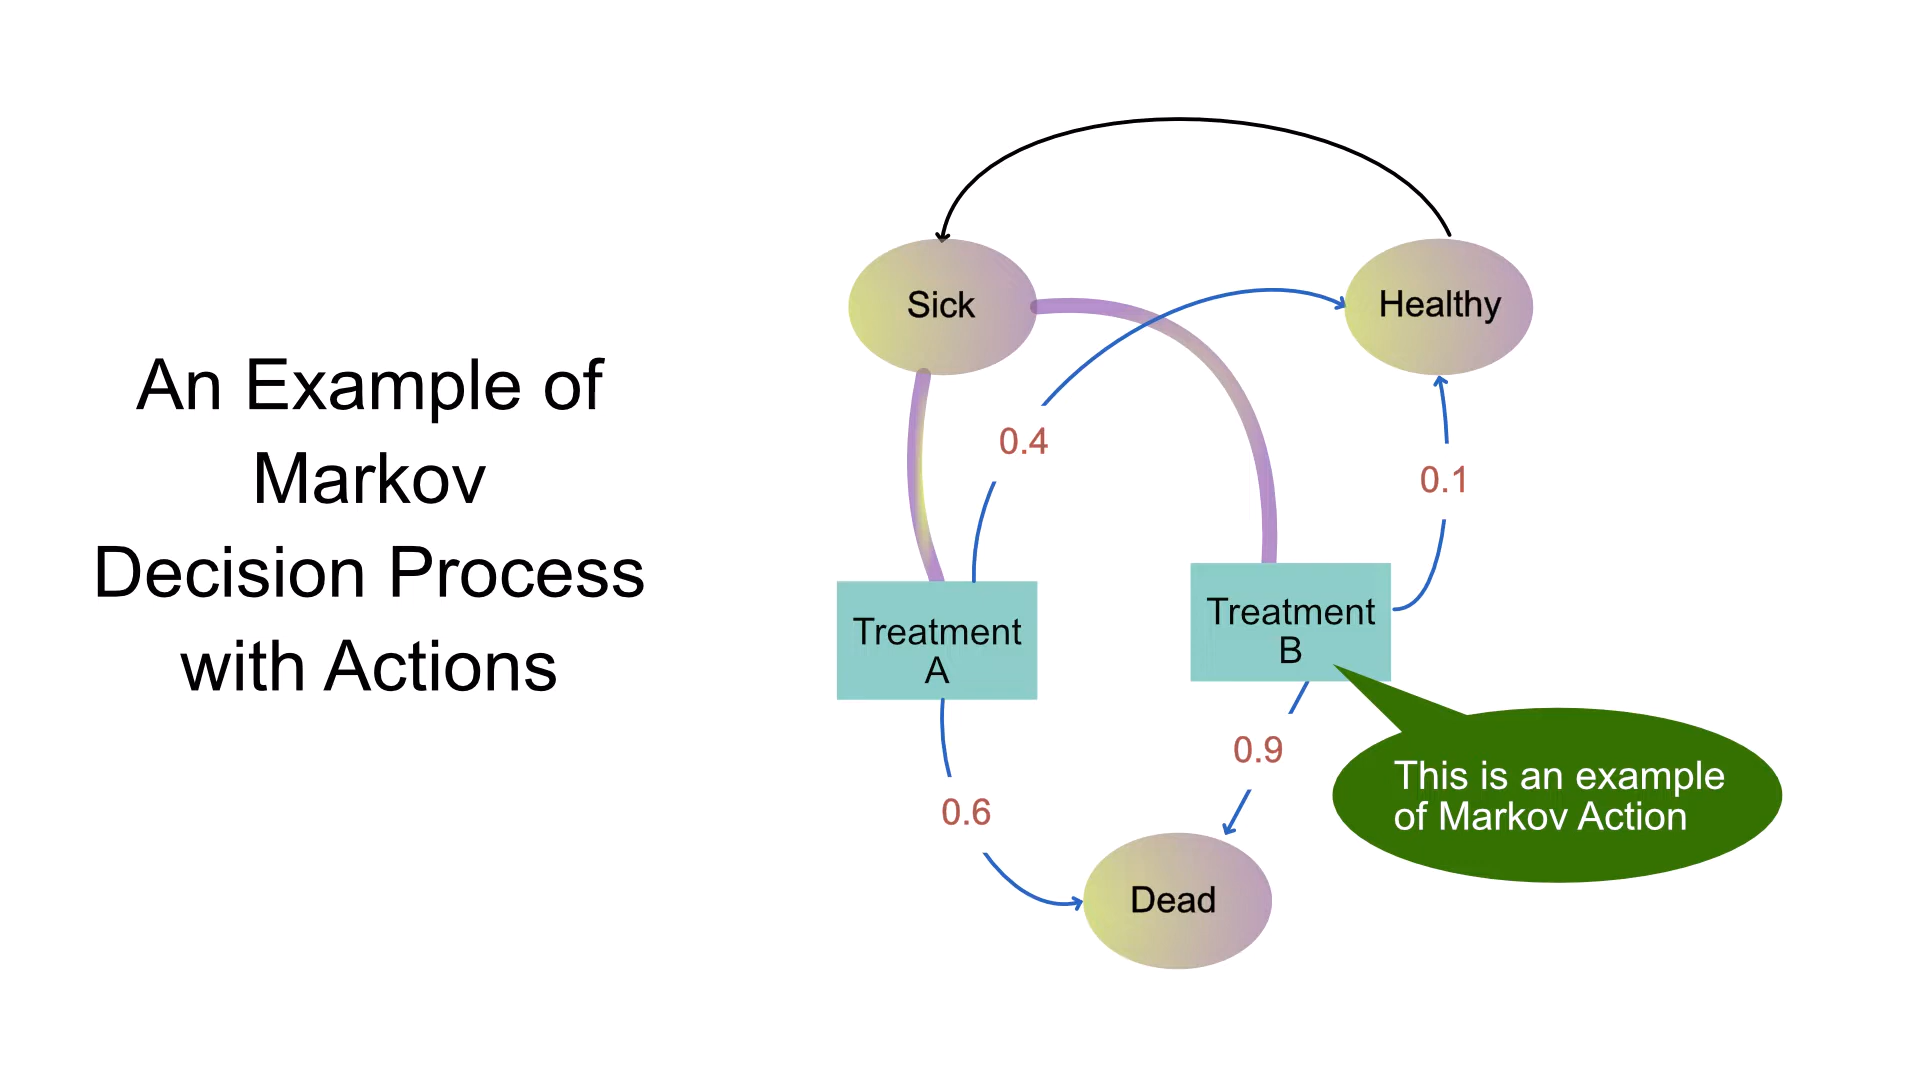 An Example of
Markov
Decision Process
with Actions
Sick
Healthy
0.4
0.1
Treatment
A
Treatment
B
0.9
0.6
This is an example
of Markov Action
Dead